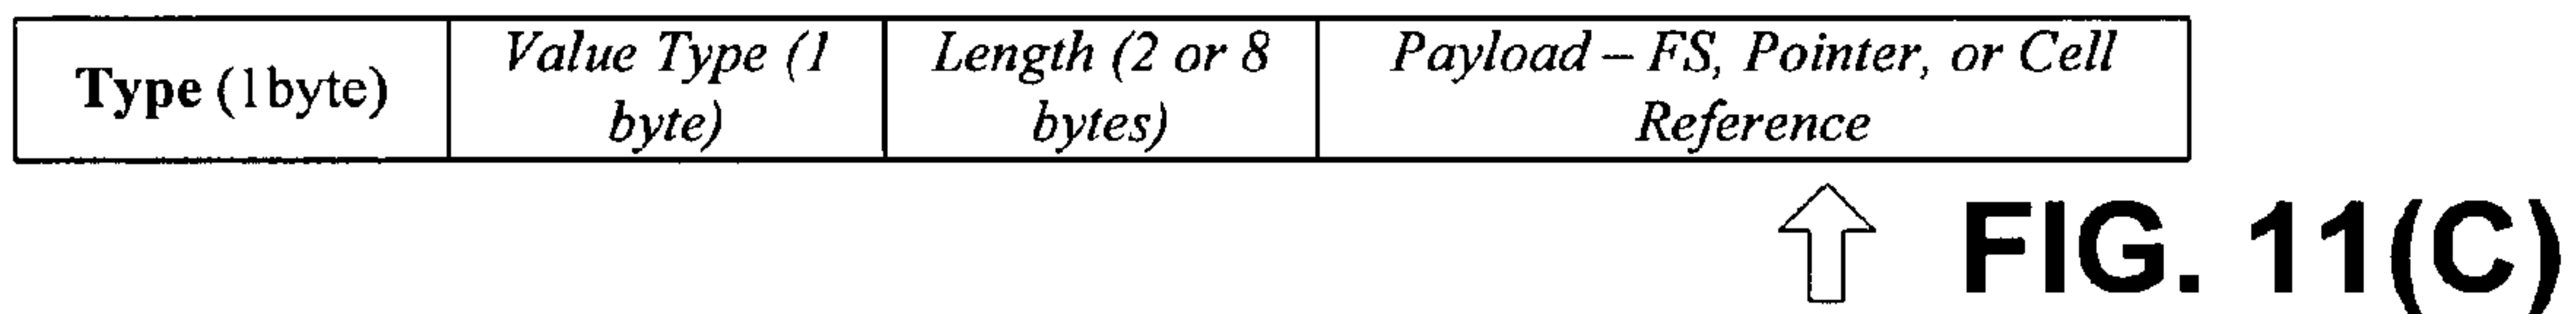 Type (1byte)
Value Type (1
byte)
Length (2 or 8
bytes)
Payload – FS, Pointer, or Cell
Reference
FIG. 11(C)